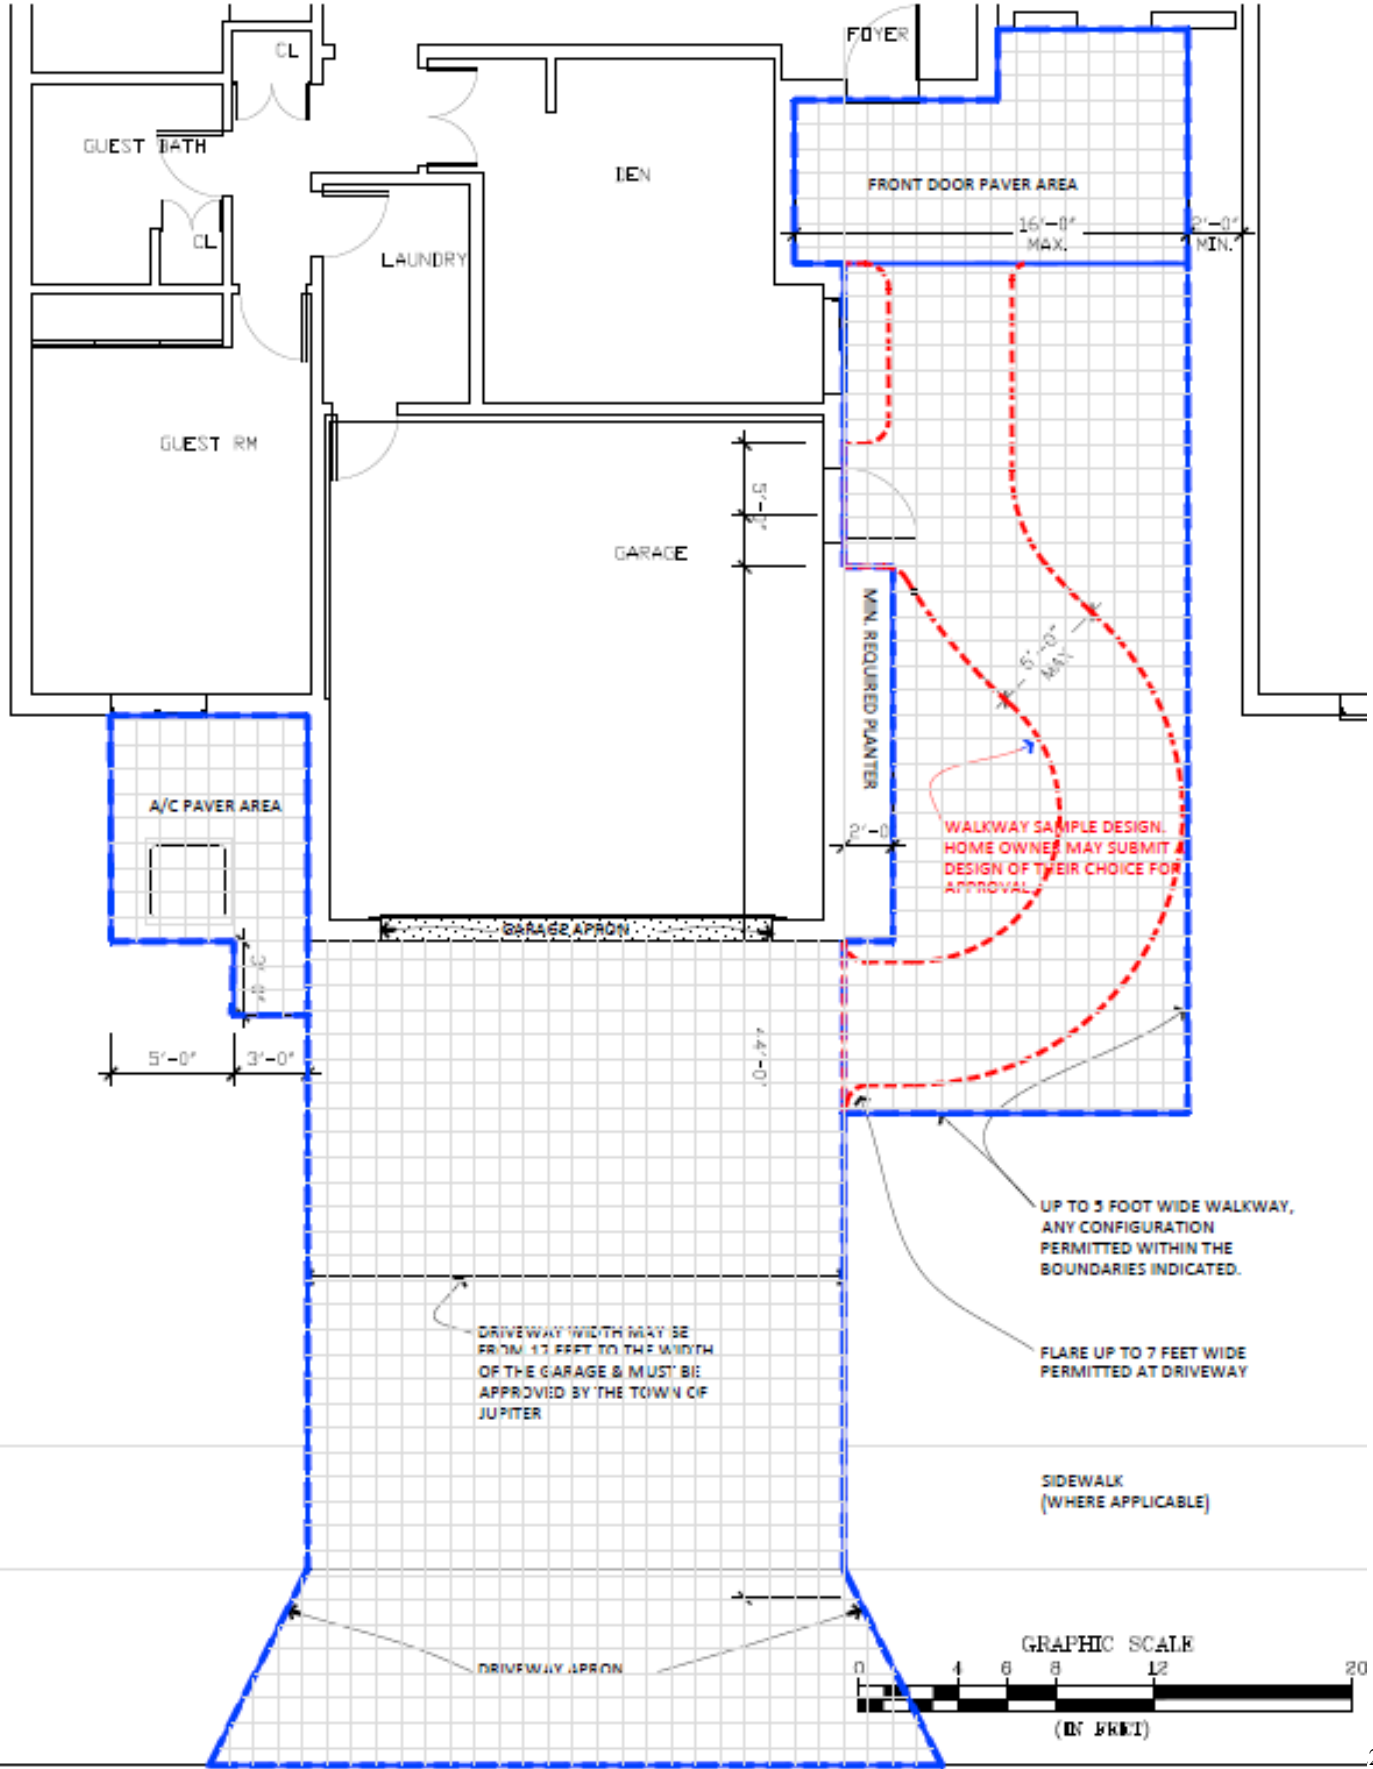 FOYER
CL
GUEST BATH
DEN
FRONT DOOR PAVER AREA
16'-0"
MAX.
2'-0"
MIN.
CL
LAUNDRY
GUEST RM
5'-0"
GARAGE
MIN. REQUIRED PLANTER
MAX
A/C PAVER AREA
2'-0
WALKWAY SAMPLE DESIGN.
HOME OWNER MAY SUBMIT A
DESIGN OF THEIR CHOICE FOR
APPROVAL.
GARAGE APRON
3'-0"
5'-0"
3'-0"
UP TO 5 FOOT WIDE WALKWAY,
ANY CONFIGURATION
PERMITTED WITHIN THE
BOUNDARIES INDICATED.
DRIVEWAY WIDTH MAY BE
FROM 17 FEET TO THE WIDTH
OF THE GARAGE & MUST BE
APPROVED BY THE TOWN OF
JUPITER
FLARE UP TO 7 FEET WIDE
PERMITTED AT DRIVEWAY
SIDEWALK
(WHERE APPLICABLE)
DRIVEWAY APRON
GRAPHIC SCALE
0 4 6 8 12 20
(IN FEET)